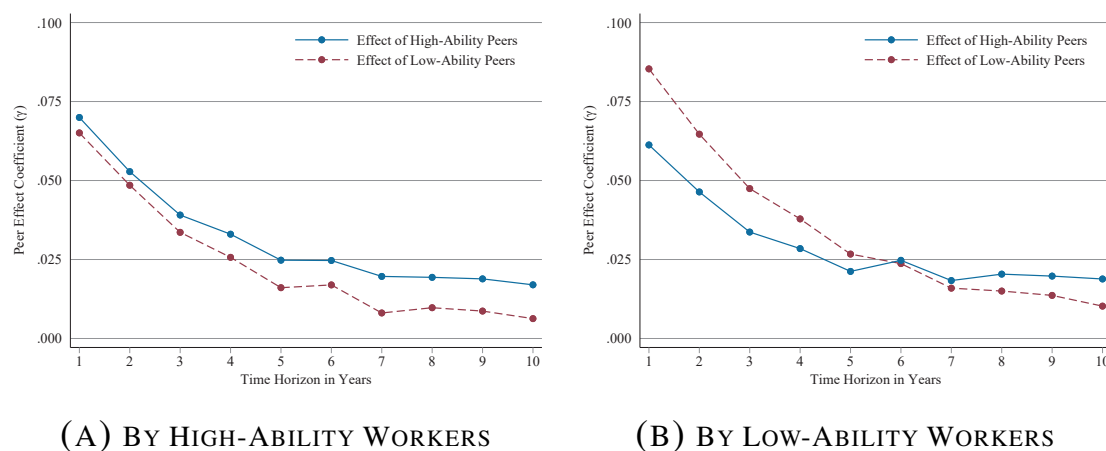 .100
.075
.050
.025
.000
Peer Effect Coefficient (γ)
Effect of High-Ability Peers
Effect of Low-Ability Peers
1 2 3 4 5 6 7 8 9 10
Time Horizon in Years
(A) BY HIGH-ABILITY WORKERS
.100
.075
.050
.025
.000
Peer Effect Coefficient (γ)
Effect of High-Ability Peers
Effect of Low-Ability Peers
1 2 3 4 5 6 7 8 9 10
Time Horizon in Years
(B) BY LOW-ABILITY WORKERS